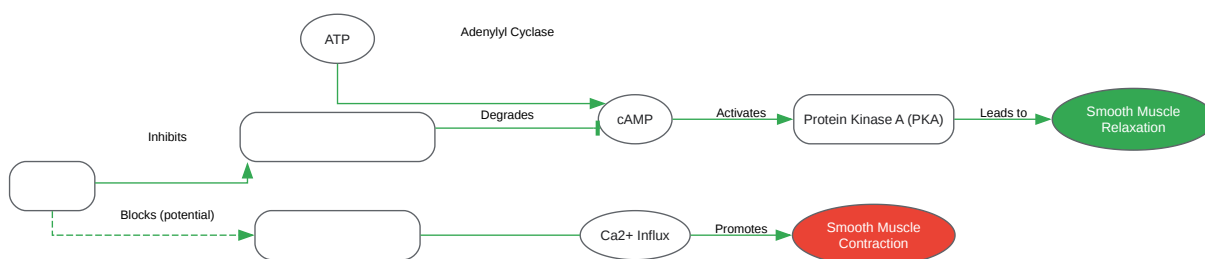 ATP
Adenylyl Cyclase
Degrades
cAMP
Activates
Protein Kinase A (PKA)
Leads to
Smooth Muscle
Relaxation
Inhibits
Blocks (potential)
Ca2+ Influx
Promotes
Smooth Muscle
Contraction